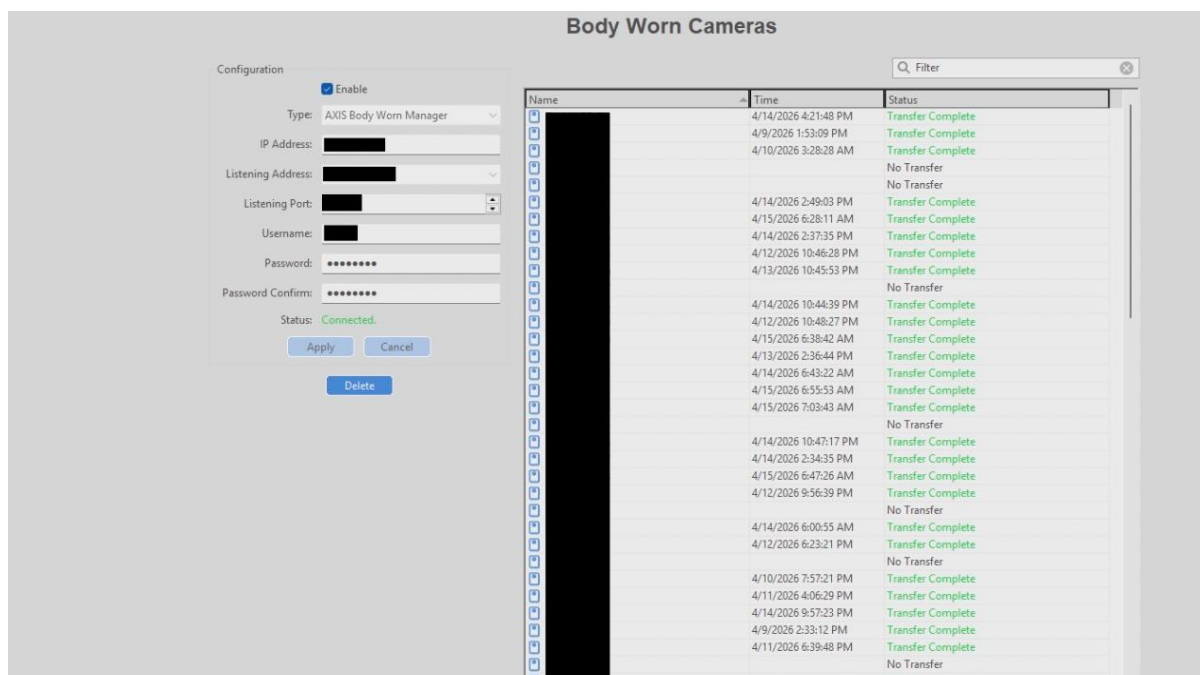 Body Worn Cameras
Configuration
Enable
Type: AXIS Body Worn Manager
IP Address:
Listening Address:
Listening Port:
Username:
Password: ••••••••
Password Confirm: ••••••••
Status: Connected.
Apply Cancel
Delete
Filter
Name Time Status
4/14/2026 4:21:48 PM Transfer Complete
4/9/2026 1:53:09 PM Transfer Complete
4/10/2026 3:28:28 AM Transfer Complete
No Transfer
No Transfer
4/14/2026 2:49:03 PM Transfer Complete
4/15/2026 6:28:11 AM Transfer Complete
4/14/2026 2:37:35 PM Transfer Complete
4/12/2026 10:46:28 PM Transfer Complete
4/13/2026 10:45:53 PM Transfer Complete
No Transfer
4/14/2026 10:44:39 PM Transfer Complete
4/12/2026 10:48:27 PM Transfer Complete
4/15/2026 6:38:42 AM Transfer Complete
4/13/2026 2:36:44 PM Transfer Complete
4/14/2026 6:43:22 AM Transfer Complete
4/15/2026 6:55:53 AM Transfer Complete
4/15/2026 7:03:43 AM Transfer Complete
No Transfer
4/14/2026 10:47:17 PM Transfer Complete
4/14/2026 2:34:35 PM Transfer Complete
4/15/2026 6:47:26 AM Transfer Complete
4/12/2026 9:56:39 PM Transfer Complete
No Transfer
4/14/2026 6:00:55 AM Transfer Complete
4/12/2026 6:23:21 PM Transfer Complete
No Transfer
4/10/2026 7:57:21 PM Transfer Complete
4/11/2026 4:06:29 PM Transfer Complete
4/14/2026 9:57:23 PM Transfer Complete
4/9/2026 2:33:12 PM Transfer Complete
4/11/2026 6:39:48 PM Transfer Complete
No Transfer